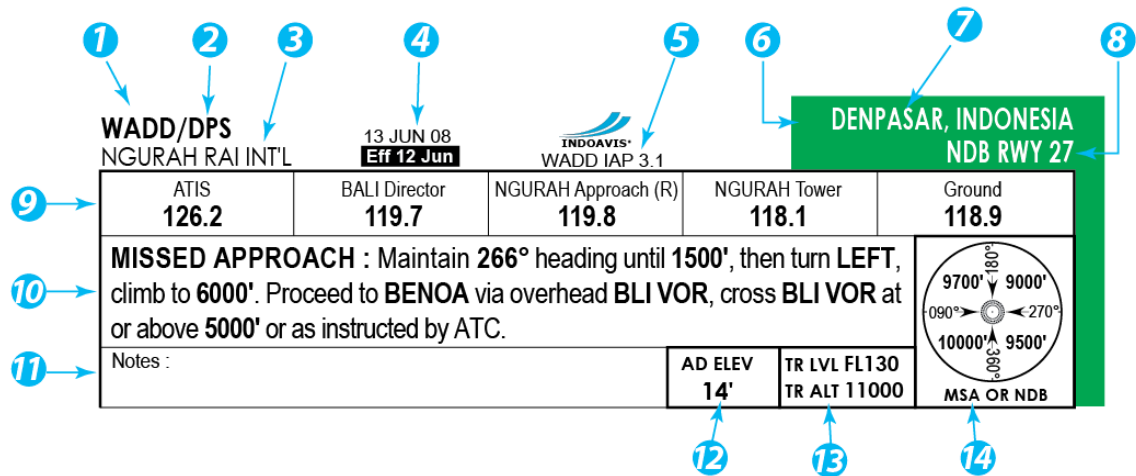 1 2 3 4 5 6 7 8
WADD/DPS
NGURAH RAI INT'L
13 JUN 08
Eff 12 Jun
INDOAVIS
WADD IAP 3.1
DENPASAR, INDONESIA
NDB RWY 27
9
ATIS
126.2
BALI Director
119.7
NGURAH Approach (R)
119.8
NGURAH Tower
118.1
Ground
118.9
10
MISSED APPROACH : Maintain 266° heading until 1500', then turn LEFT,
climb to 6000'. Proceed to BENOA via overhead BLI VOR, cross BLI VOR at
or above 5000' or as instructed by ATC.
180°
9700' 9000'
090° 270°
10000' 9500'
360°
MSA OR NDB
11
Notes :
AD ELEV
14'
TR LVL FL130
TR ALT 11000
12 13 14